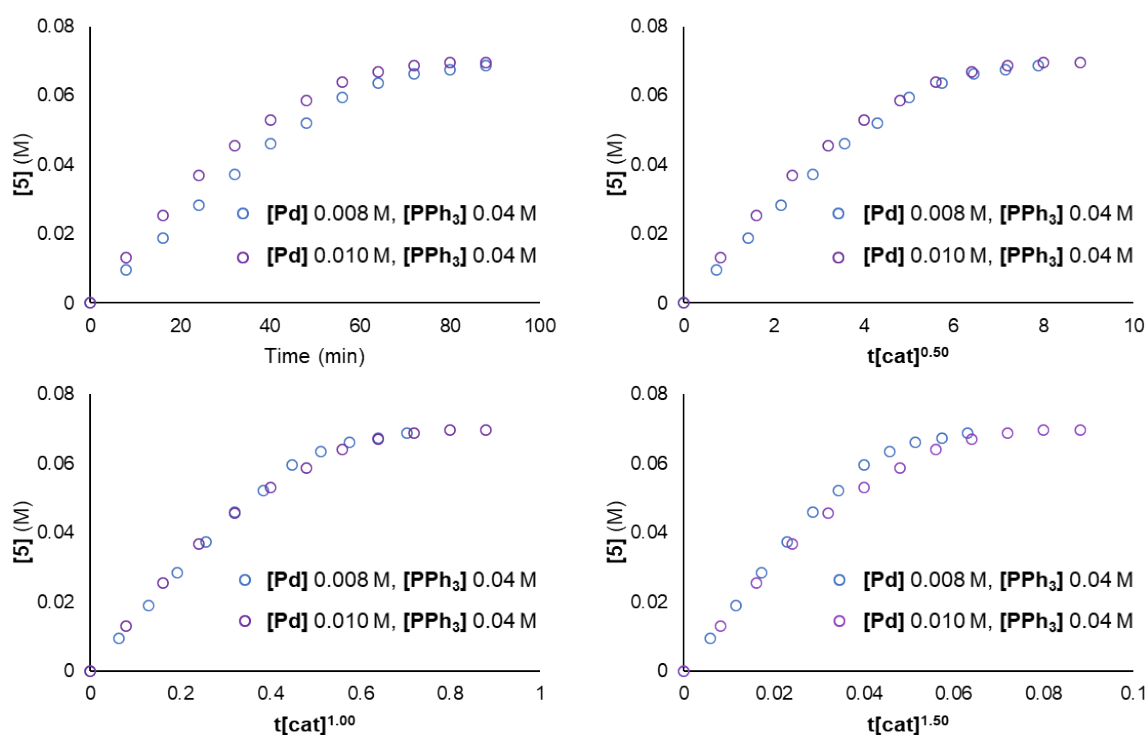 0.08
0.06
0.04
0.02
0
[5] (M)
[Pd] 0.008 M, [PPh₃] 0.04 M
[Pd] 0.010 M, [PPh₃] 0.04 M
0 20 40 60 80 100
Time (min)
0.08
0.06
0.04
0.02
0
[5] (M)
[Pd] 0.008 M, [PPh₃] 0.04 M
[Pd] 0.010 M, [PPh₃] 0.04 M
0 2 4 6 8 10
t[cat]⁰·⁵⁰
0.08
0.06
0.04
0.02
0
[5] (M)
[Pd] 0.008 M, [PPh₃] 0.04 M
[Pd] 0.010 M, [PPh₃] 0.04 M
0 0.2 0.4 0.6 0.8 1
t[cat]¹·⁰⁰
0.08
0.06
0.04
0.02
0
[5] (M)
[Pd] 0.008 M, [PPh₃] 0.04 M
[Pd] 0.010 M, [PPh₃] 0.04 M
0 0.02 0.04 0.06 0.08 0.1
t[cat]¹·⁵⁰